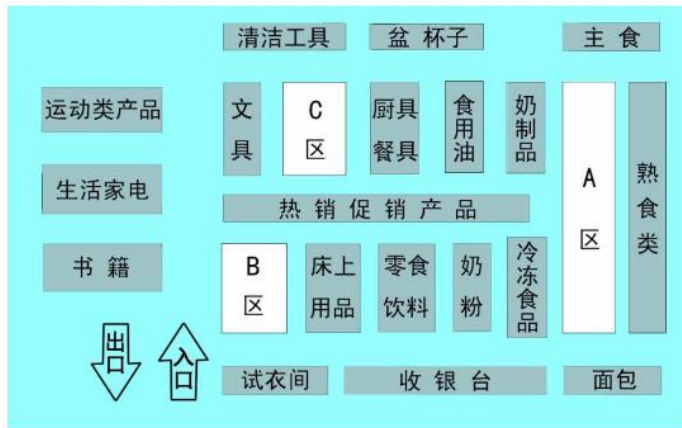 清洁工具
盆 杯子
主 食
运动类产品
文具
C区
厨具餐具
食用油
奶制品
A区
熟食类
生活家电
热销促销产品
书籍
B区
床上用品
零食饮料
奶粉
冷冻食品
出口
入口
试衣间
收银台
面包